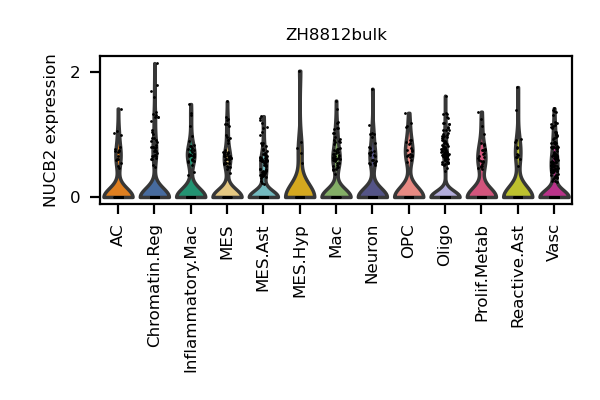 ZH8812bulk
NUCB2 expression
2
0
AC
Chromatin.Reg
Inflammatory.Mac
MES
MES.Ast
MES.Hyp
Mac
Neuron
OPC
Oligo
Prolif.Metab
Reactive.Ast
Vasc